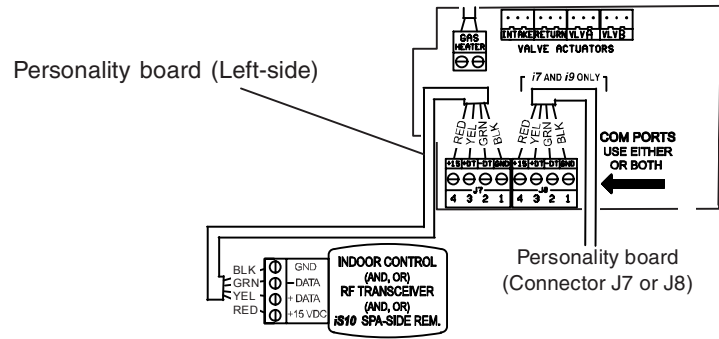 GAS
HEATER
INTAKE RETURN VLVA VLVB
VALVE ACTUATORS
Personality board (Left-side)
i7 AND i9 ONLY
RED YEL GRN BLK RED YEL GRN BLK
COM PORTS
USE EITHER
OR BOTH
+15 +DT -DT GND +15 +DT -DT GND
J7 J8
4 3 2 1 4 3 2 1
Personality board
(Connector J7 or J8)
BLK GND
GRN -DATA
YEL + DATA
RED +15 VDC
INDOOR CONTROL
(AND, OR)
RF TRANSCEIVER
(AND, OR)
iS10 SPA-SIDE REM.